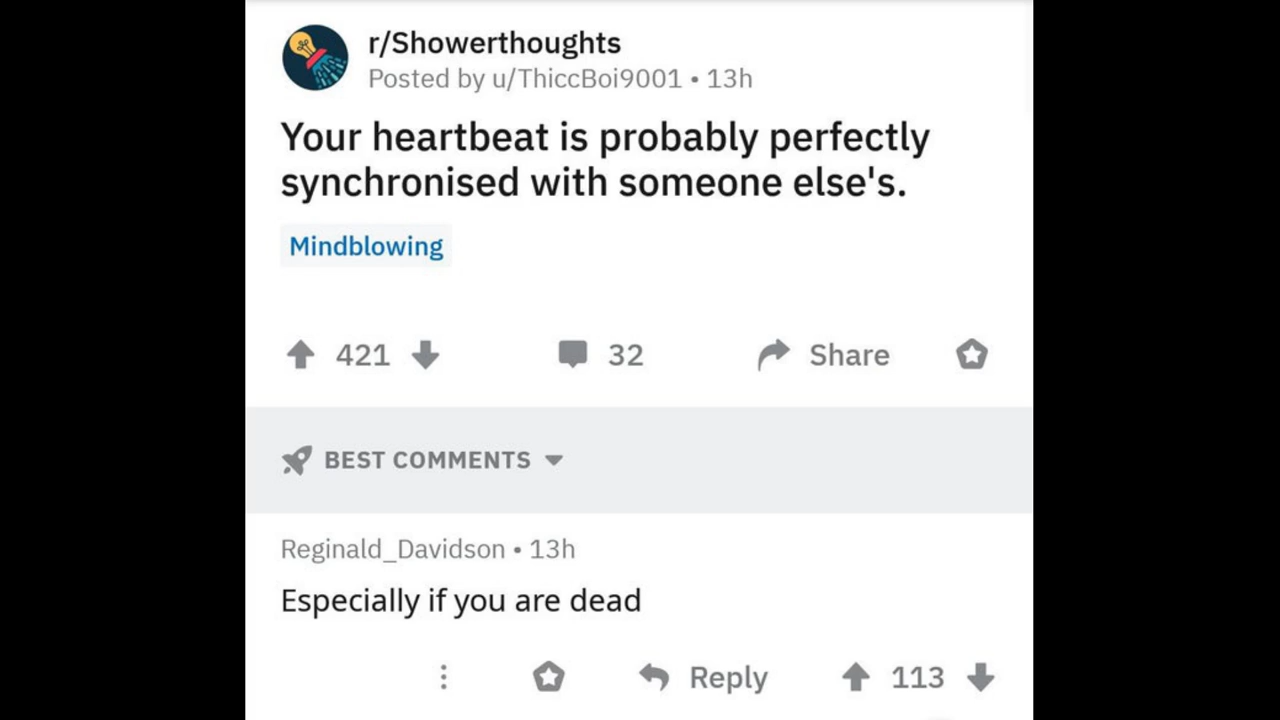 r/Showerthoughts
Posted by u/ThiccBoi9001 • 13h
Your heartbeat is probably perfectly
synchronised with someone else's.
Mindblowing
421 32 Share
BEST COMMENTS
Reginald_Davidson • 13h
Especially if you are dead
Reply 113